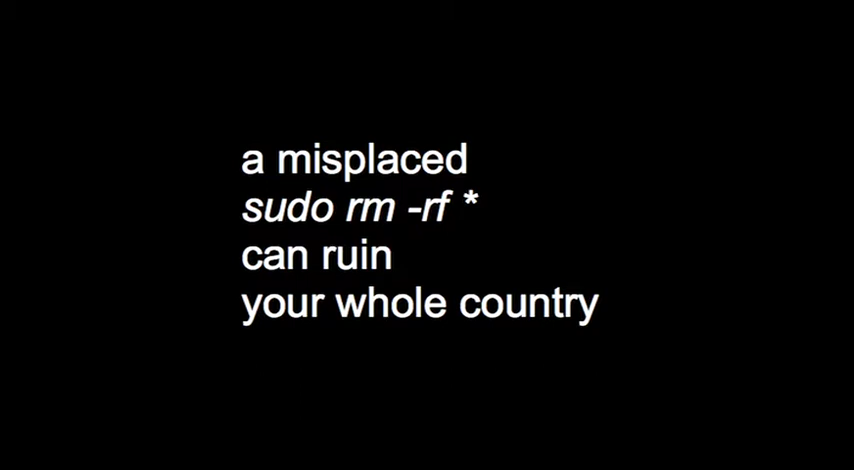 a misplaced
sudo rm -rf *
can ruin
your whole country